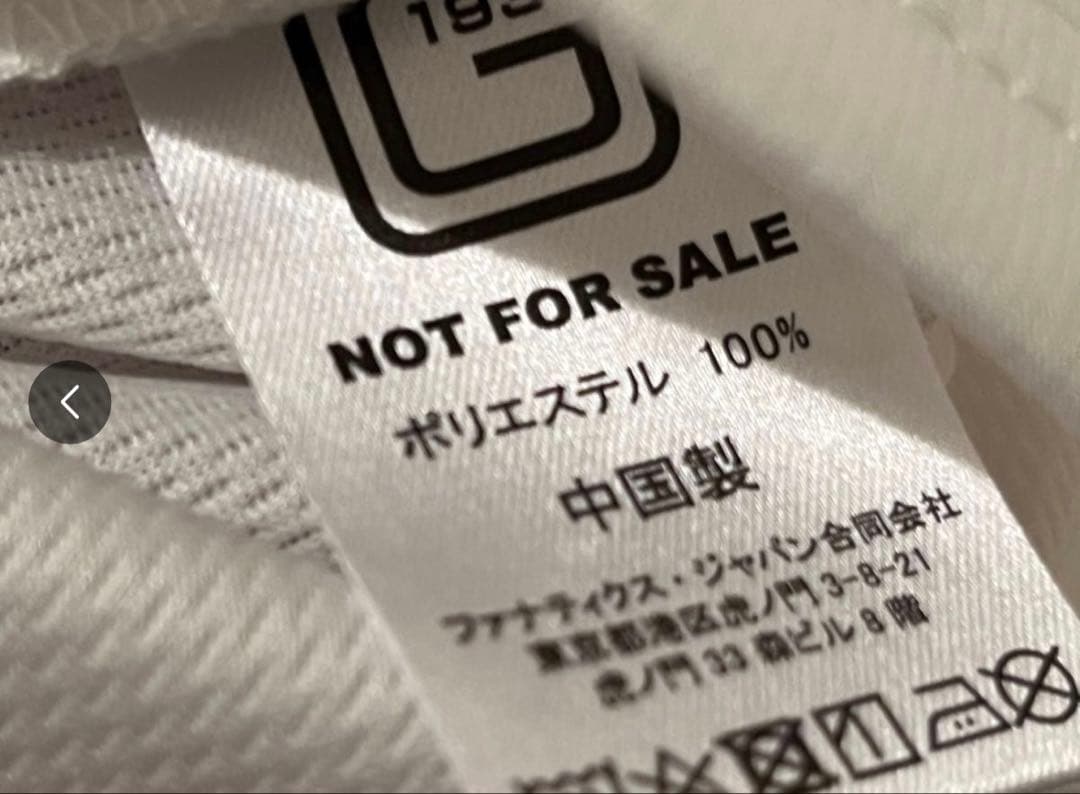 G
NOT FOR SALE
ポリエステル 100%
中国製
ファナティクス・ジャパン合同会社
東京都港区虎ノ門 3-8-21
虎ノ門 33 森ビル 8 階